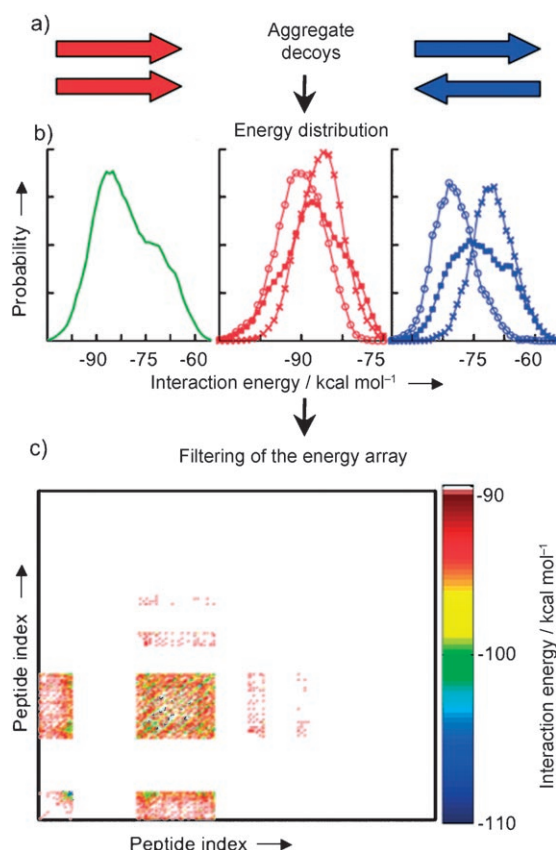 a)
Aggregate
decoys
b)
Energy distribution
Probability
-90 -75 -60 -90 -75 -75 -60
Interaction energy / kcal mol⁻¹
c)
Filtering of the energy array
Peptide index
Peptide index
-90
-100
-110
Interaction energy / kcal mol⁻¹